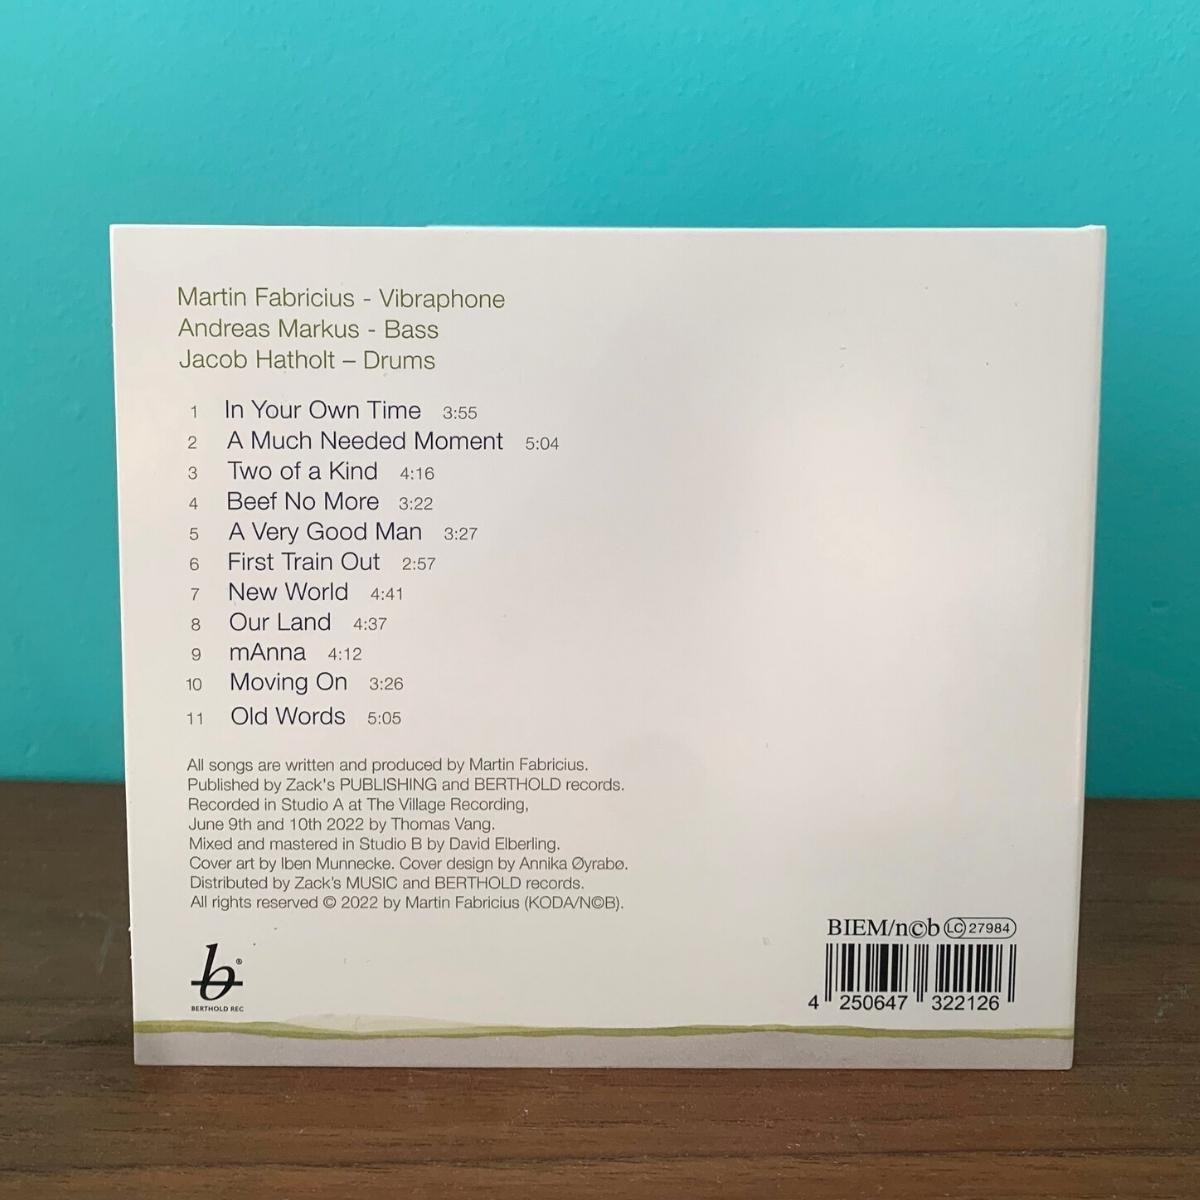 Martin Fabricius - Vibraphone
Andreas Markus - Bass
Jacob Hatholt – Drums
1 In Your Own Time 3:55
2 A Much Needed Moment 5:04
3 Two of a Kind 4:16
4 Beef No More 3:22
5 A Very Good Man 3:27
6 First Train Out 2:57
7 New World 4:41
8 Our Land 4:37
9 mAnna 4:12
10 Moving On 3:26
11 Old Words 5:05
All songs are written and produced by Martin Fabricius.
Published by Zack's PUBLISHING and BERTHOLD records.
Recorded in Studio A at The Village Recording,
June 9th and 10th 2022 by Thomas Vang.
Mixed and mastered in Studio B by David Elberling.
Cover art by Iben Munnecke. Cover design by Annika Øyrabø.
Distributed by Zack's MUSIC and BERTHOLD records.
All rights reserved © 2022 by Martin Fabricius (KODA/N©B).
BIEM/n©b LC 27984
b®
BERTHOLD REC
4 250647 322126